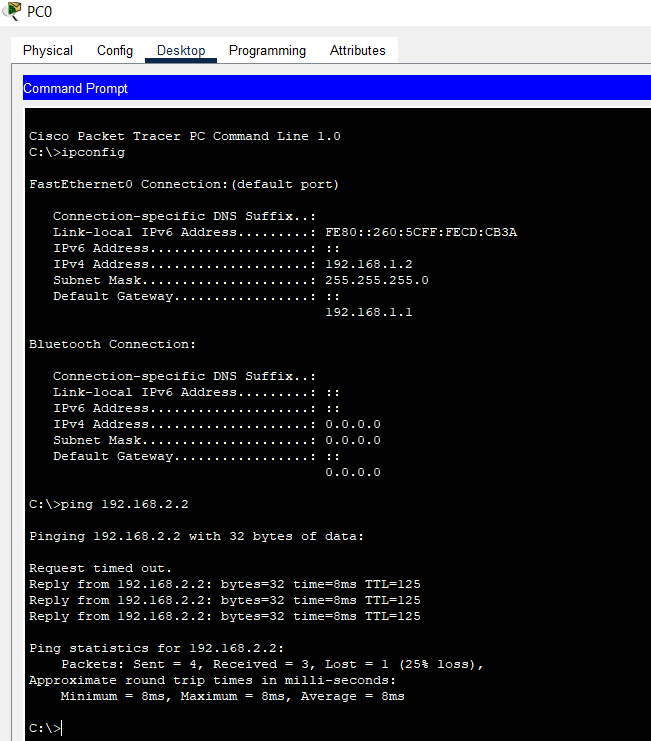 PC0
Physical Config Desktop Programming Attributes
Command Prompt
Cisco Packet Tracer PC Command Line 1.0
C:\>ipconfig
FastEthernet0 Connection:(default port)
Connection-specific DNS Suffix..:
Link-local IPv6 Address.........: FE80::260:5CFF:FECD:CB3A
IPv6 Address....................: ::
IPv4 Address....................: 192.168.1.2
Subnet Mask.....................: 255.255.255.0
Default Gateway.................: ::
192.168.1.1
Bluetooth Connection:
Connection-specific DNS Suffix..:
Link-local IPv6 Address.........: ::
IPv6 Address....................: ::
IPv4 Address....................: 0.0.0.0
Subnet Mask.....................: 0.0.0.0
Default Gateway.................: ::
0.0.0.0
C:\>ping 192.168.2.2
Pinging 192.168.2.2 with 32 bytes of data:
Request timed out.
Reply from 192.168.2.2: bytes=32 time=8ms TTL=125
Reply from 192.168.2.2: bytes=32 time=8ms TTL=125
Reply from 192.168.2.2: bytes=32 time=8ms TTL=125
Ping statistics for 192.168.2.2:
Packets: Sent = 4, Received = 3, Lost = 1 (25% loss),
Approximate round trip times in milli-seconds:
Minimum = 8ms, Maximum = 8ms, Average = 8ms
C:\>